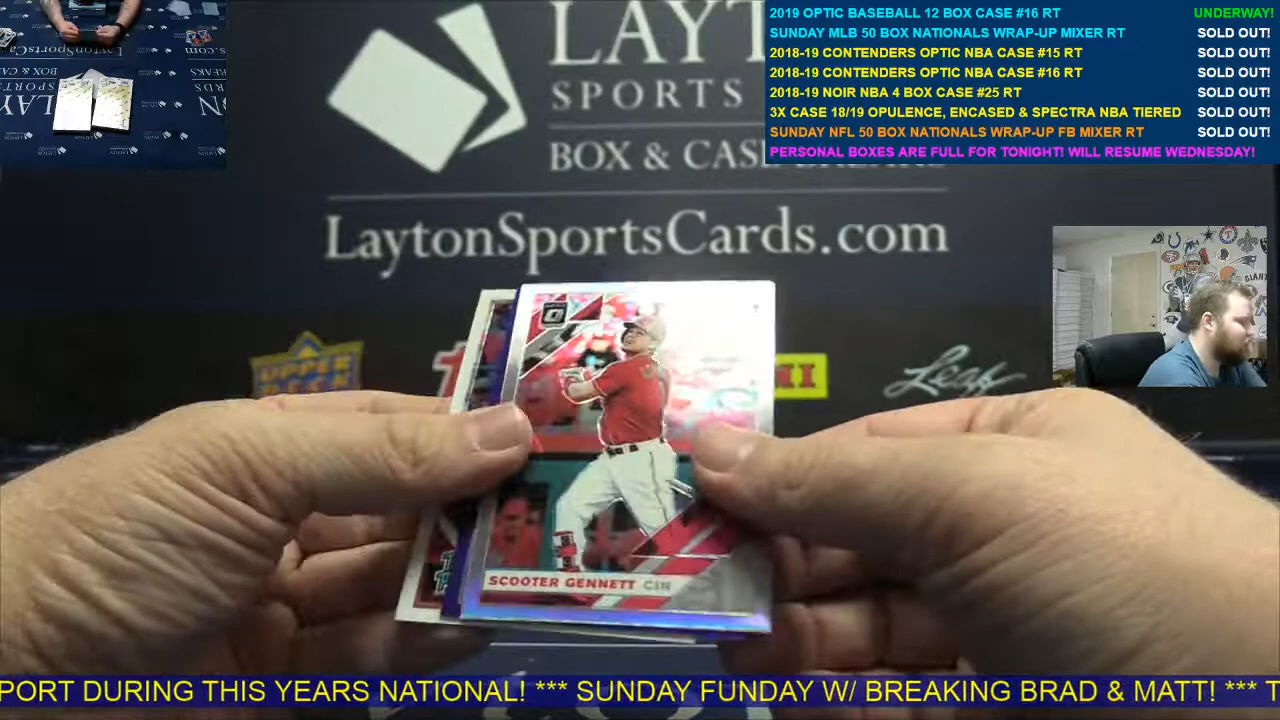 2019 OPTIC BASEBALL 12 BOX CASE #16 RT UNDERWAY!
SUNDAY MLB 50 BOX NATIONALS WRAP-UP MIXER RT SOLD OUT!
2018-19 CONTENDERS OPTIC NBA CASE #15 RT SOLD OUT!
2018-19 CONTENDERS OPTIC NBA CASE #16 RT SOLD OUT!
2018-19 NOIR NBA 4 BOX CASE #25 RT SOLD OUT!
3X CASE 18/19 OPULENCE, ENCASED & SPECTRA NBA TIERED SOLD OUT!
SUNDAY NFL 50 BOX NATIONALS WRAP-UP FB MIXER RT SOLD OUT!
PERSONAL BOXES ARE FULL FOR TONIGHT! WILL RESUME WEDNESDAY!
LAYT
SPORTS
BOX & CAS
LaytonSportsCards.com
UPPER
DECK
Leaf
SCOOTER GENNETT CIN
PORT DURING THIS YEARS NATIONAL! *** SUNDAY FUNDAY W/ BREAKING BRAD & MATT! *** T